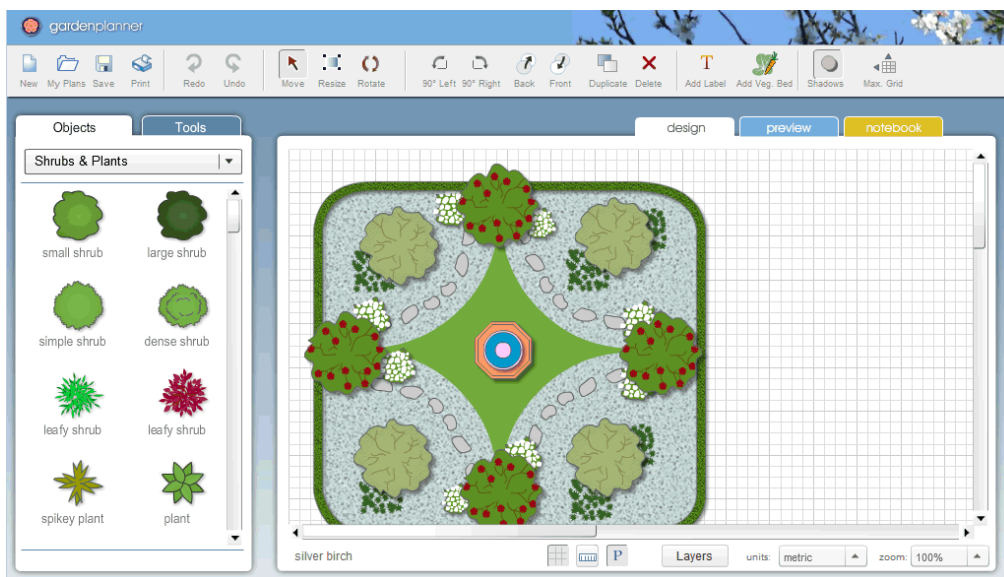 gardenplanner
New My Plans Save Print Redo Undo Move Resize Rotate 90° Left 90° Right Back Front Duplicate Delete Add Label Add Veg. Bed Shadows Max. Grid
T
Objects Tools
design preview notebook
Shrubs & Plants
small shrub large shrub
simple shrub dense shrub
leafy shrub leafy shrub
spikey plant plant
silver birch P Layers units: metric zoom: 100%